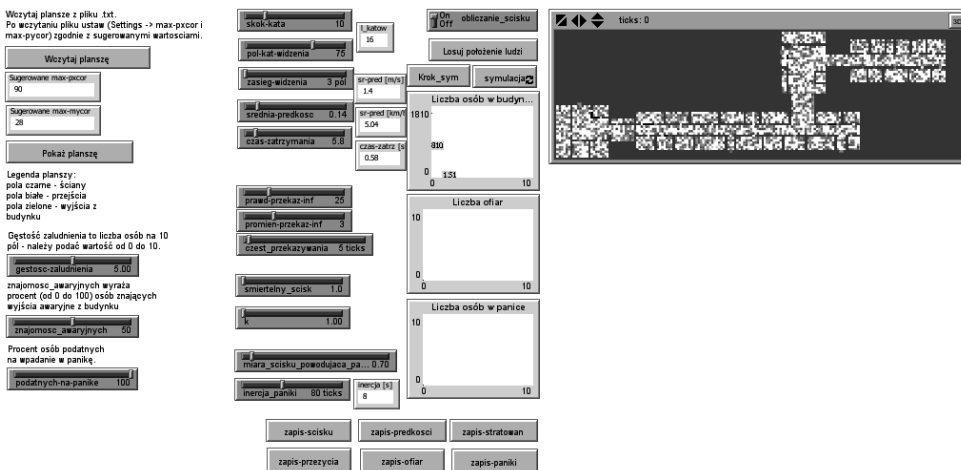 Wczytaj plansze z pliku .txt.
Po wczytaniu pliku ustaw (Settings -> max-pxcor i
max-pycor) zgodnie z sugerowanymi wartosciami.
Wczytaj planszę
Sugerowane max-pxcor
90
Sugerowane max-mycor
28
Pokaż planszę
Legenda planszy:
pola czarne - ściany
pola białe - przejścia
pola zielone - wyjścia z
budynku
Gęstość zaludnienia to liczba osób na 10
pól - należy podać wartość od 0 do 10.
gestosc-zaludnienia 5.00
znajomosc_awaryjnych wyraża
procent (od 0 do 100) osób znających
wyjścia awaryjne z budynku
znajomosc_awaryjnych 50
Procent osób podatnych
na wpadanie w panikę.
podatnych-na-panike 100
skok-kata 10
l_katow
16
pol-kat-widzenia 75
zasieg-widzenia 3 pól
sr-pred [m/s]
1.4
srednia-predkosc 0.14
sr-pred [km/h
5.04
czas-zatrzymania 5.8
czas-zatrz [s]
0.58
prawd-przekaz-inf 25
promien-przekaz-inf 3
czest_przekazywania 5 ticks
smiertelny_scisk 1.0
k 1.00
miara_scisku_powodujaca_pa... 0.70
inercja_paniki 80 ticks
inercja [s]
8
On
Off
obliczanie_scisku
Losuj położenie ludzi
Krok_sym
symulacja
Liczba osób w budyn...
1810
810
0
1.51
0
10
Liczba ofiar
10
0
0
10
Liczba osób w panice
10
0
0
10
zapis-scisku
zapis-predkosci
zapis-stratowan
zapis-przezycia
zapis-ofiar
zapis-paniki
ticks: 0
3D